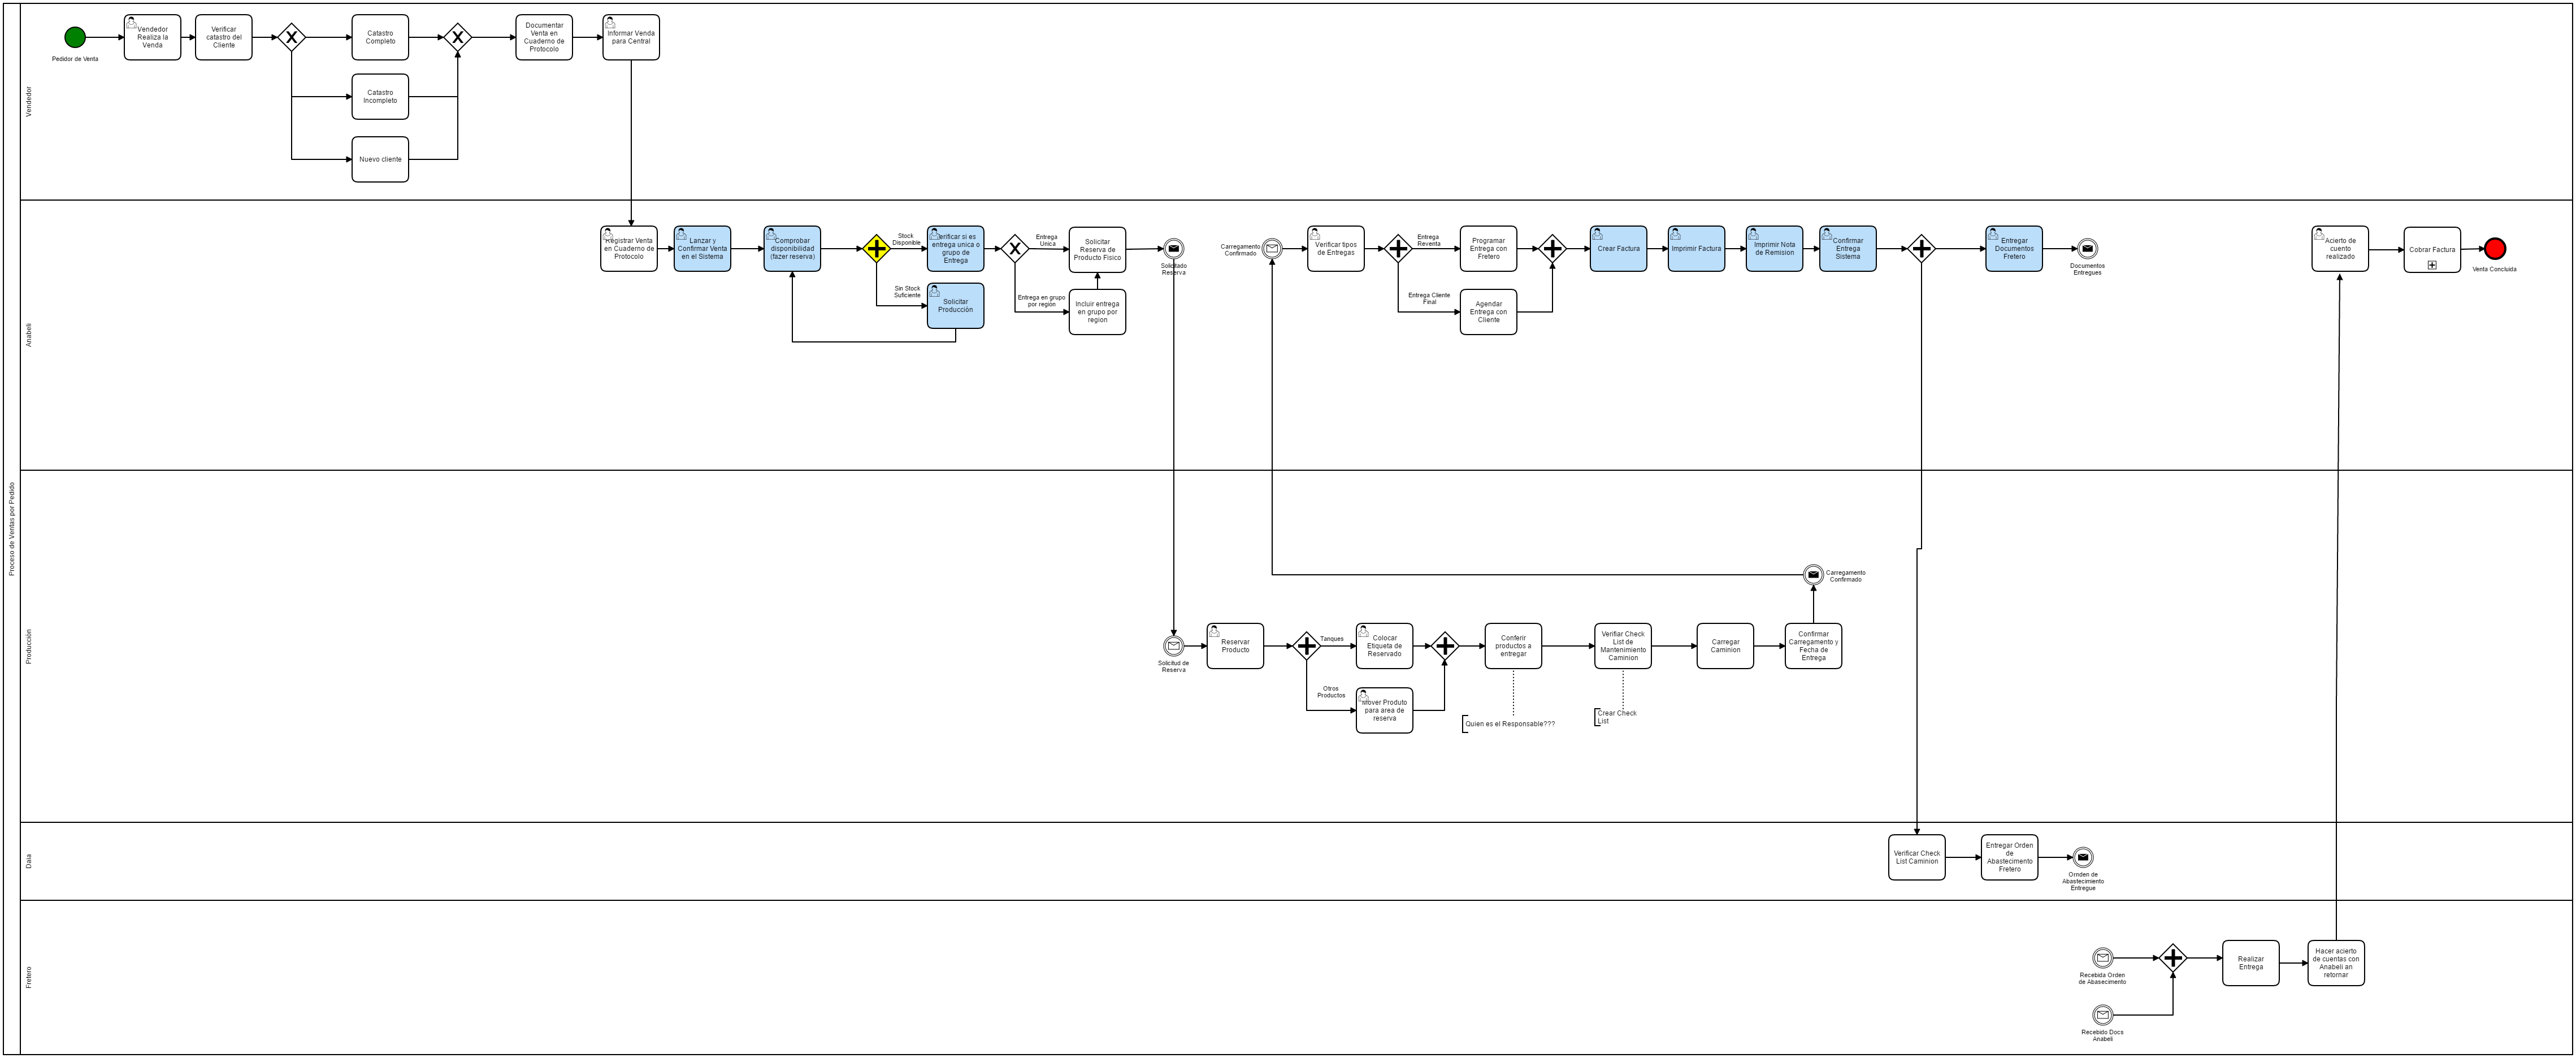 Proceso de Ventas por Pedido
Vendedor
Pedidor de Venta
Vendedor
Realiza la
Venda
Verificar
catastro del
Cliente
Catastro
Completo
Catastro
Incompleto
Nuevo cliente
Documentar
Venta en
Cuaderno de
Protocolo
Informar Venda
para Central
Anabeli
Registrar Venta
en Cuaderno de
Protocolo
Lanzar y
Confirmar Venta
en el Sistema
Comprobar
disponibilidad
(fazer reserva)
Stock
Disponible
Sin Stock
Suficiente
Verificar si es
entrega unica o
grupo de
Entrega
Solicitar
Producciòn
Entrega
Unica
Entrega en grupo
por región
Solicitar
Reserva de
Producto Fisico
Incluir entrega
en grupo por
region
Solicitado
Reserva
Carregamento
Confirmado
Verificar tipos
de Entregas
Entrega
Reventa
Entrega Cliente
Final
Programar
Entrega con
Fretero
Agendar
Entrega con
Cliente
Crear Factura
Imprimir Factura
Imprimir Nota
de Remision
Confirmar
Entrega
Sistema
Entregar
Documentos
Fretero
Documentos
Entregues
Acierto de
cuento
realizado
Cobrar Factura
Venta Concluida
Producciòn
Solicitud de
Reserva
Reservar
Producto
Tanques
Otros
Productos
Colocar
Etiqueta de
Reservado
Mover Produto
para area de
reserva
Conferir
productos a
entregar
Quien es el Responsable???
Verifiar Check
List de
Mantenimiento
Caminion
Crear Check
List
Carregar
Caminion
Confirmar
Carregamento y
Fecha de
Entrega
Carregamento
Confirmado
Daia
Verificar Check
List Caminion
Entregar Orden
de
Abastecimento
Fretero
Ornden de
Abastecimiento
Entregue
Fretero
Recebida Orden
de Abasecimento
Recebido Docs
Anabeli
Realizar
Entrega
Hacer acierto
de cuentas con
Anabeli an
retornar